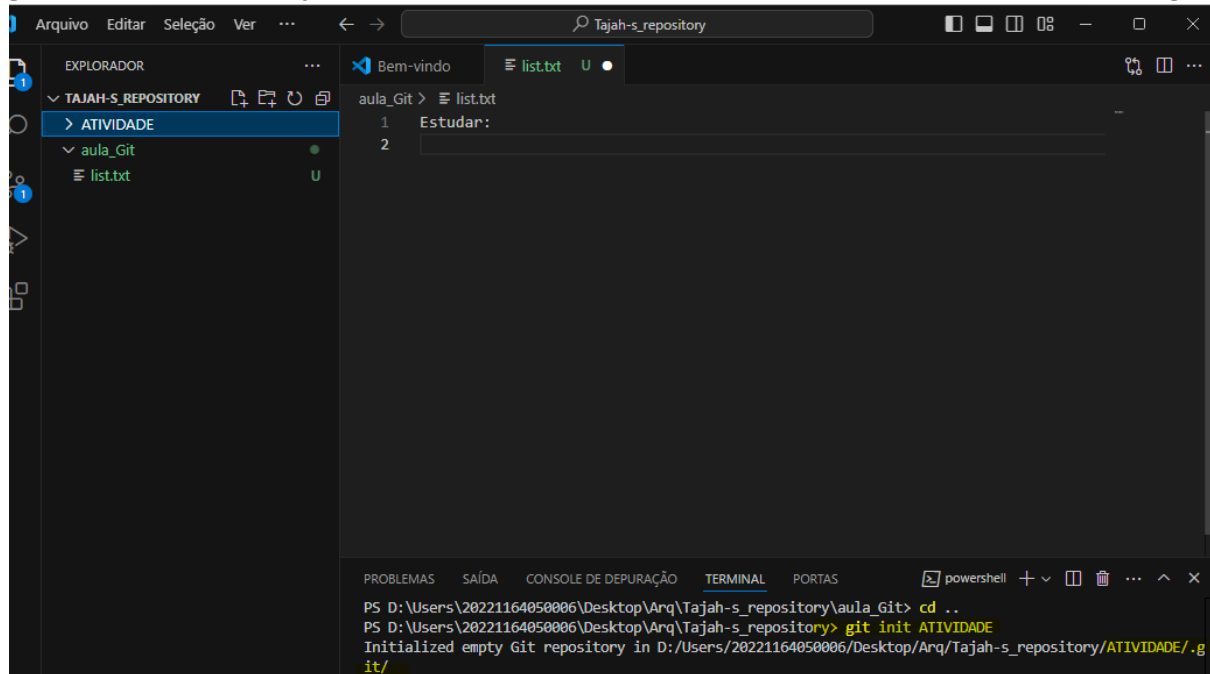 Arquivo Editar Seleção Ver ··· ← → Tajah-s_repository
EXPLORADOR ···
TAJAH-S_REPOSITORY
ATIVIDADE
aula_Git
list.txt U
1
1
Bem-vindo list.txt U ···
aula_Git > list.txt
1 Estudar:
2
PROBLEMAS SAÍDA CONSOLE DE DEPURAÇÃO TERMINAL PORTAS powershell ···
PS D:\Users\20221164050006\Desktop\Arq\Tajah-s_repository\aula_Git> cd ..
PS D:\Users\20221164050006\Desktop\Arq\Tajah-s_repository> git init ATIVIDADE
Initialized empty Git repository in D:/Users/20221164050006/Desktop/Arq/Tajah-s_repository/ATIVIDADE/.g
it/